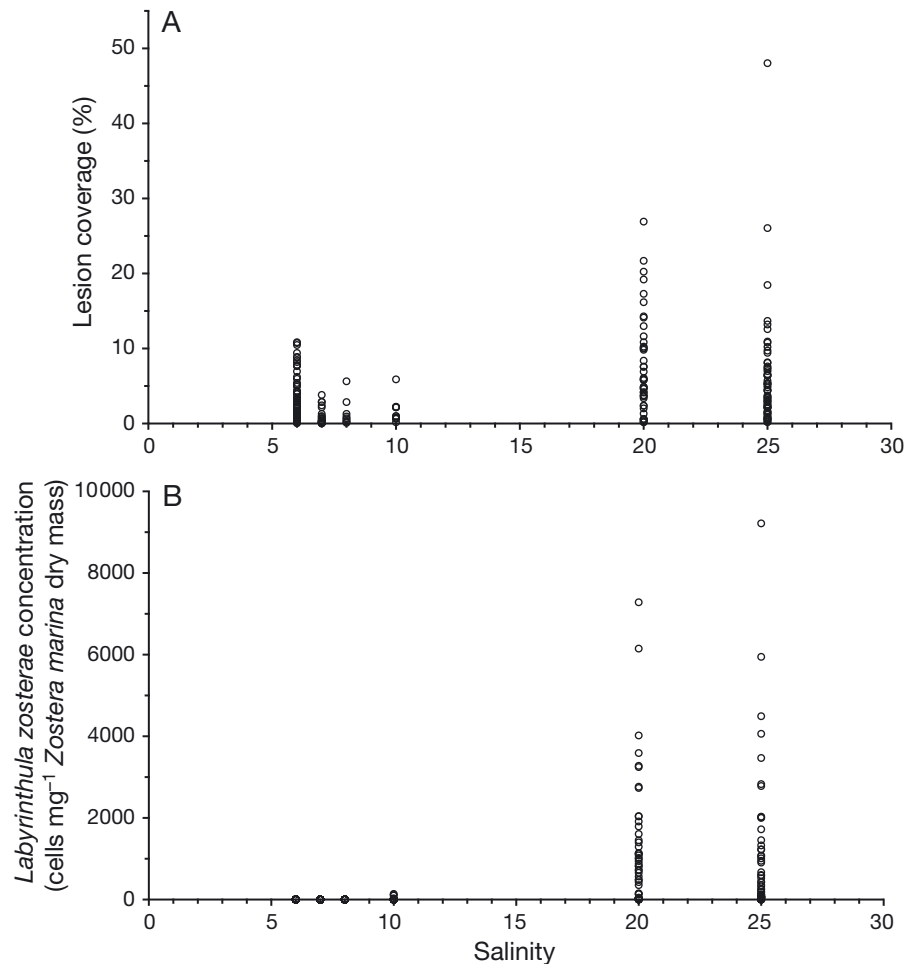 A
Lesion coverage (%)
50
40
30
20
10
0
0 5 10 15 20 25 30
B
Labyrinthula zosterae concentration
(cells mg⁻¹ Zostera marina dry mass)
10000
8000
6000
4000
2000
0
0 5 10 15 20 25 30
Salinity